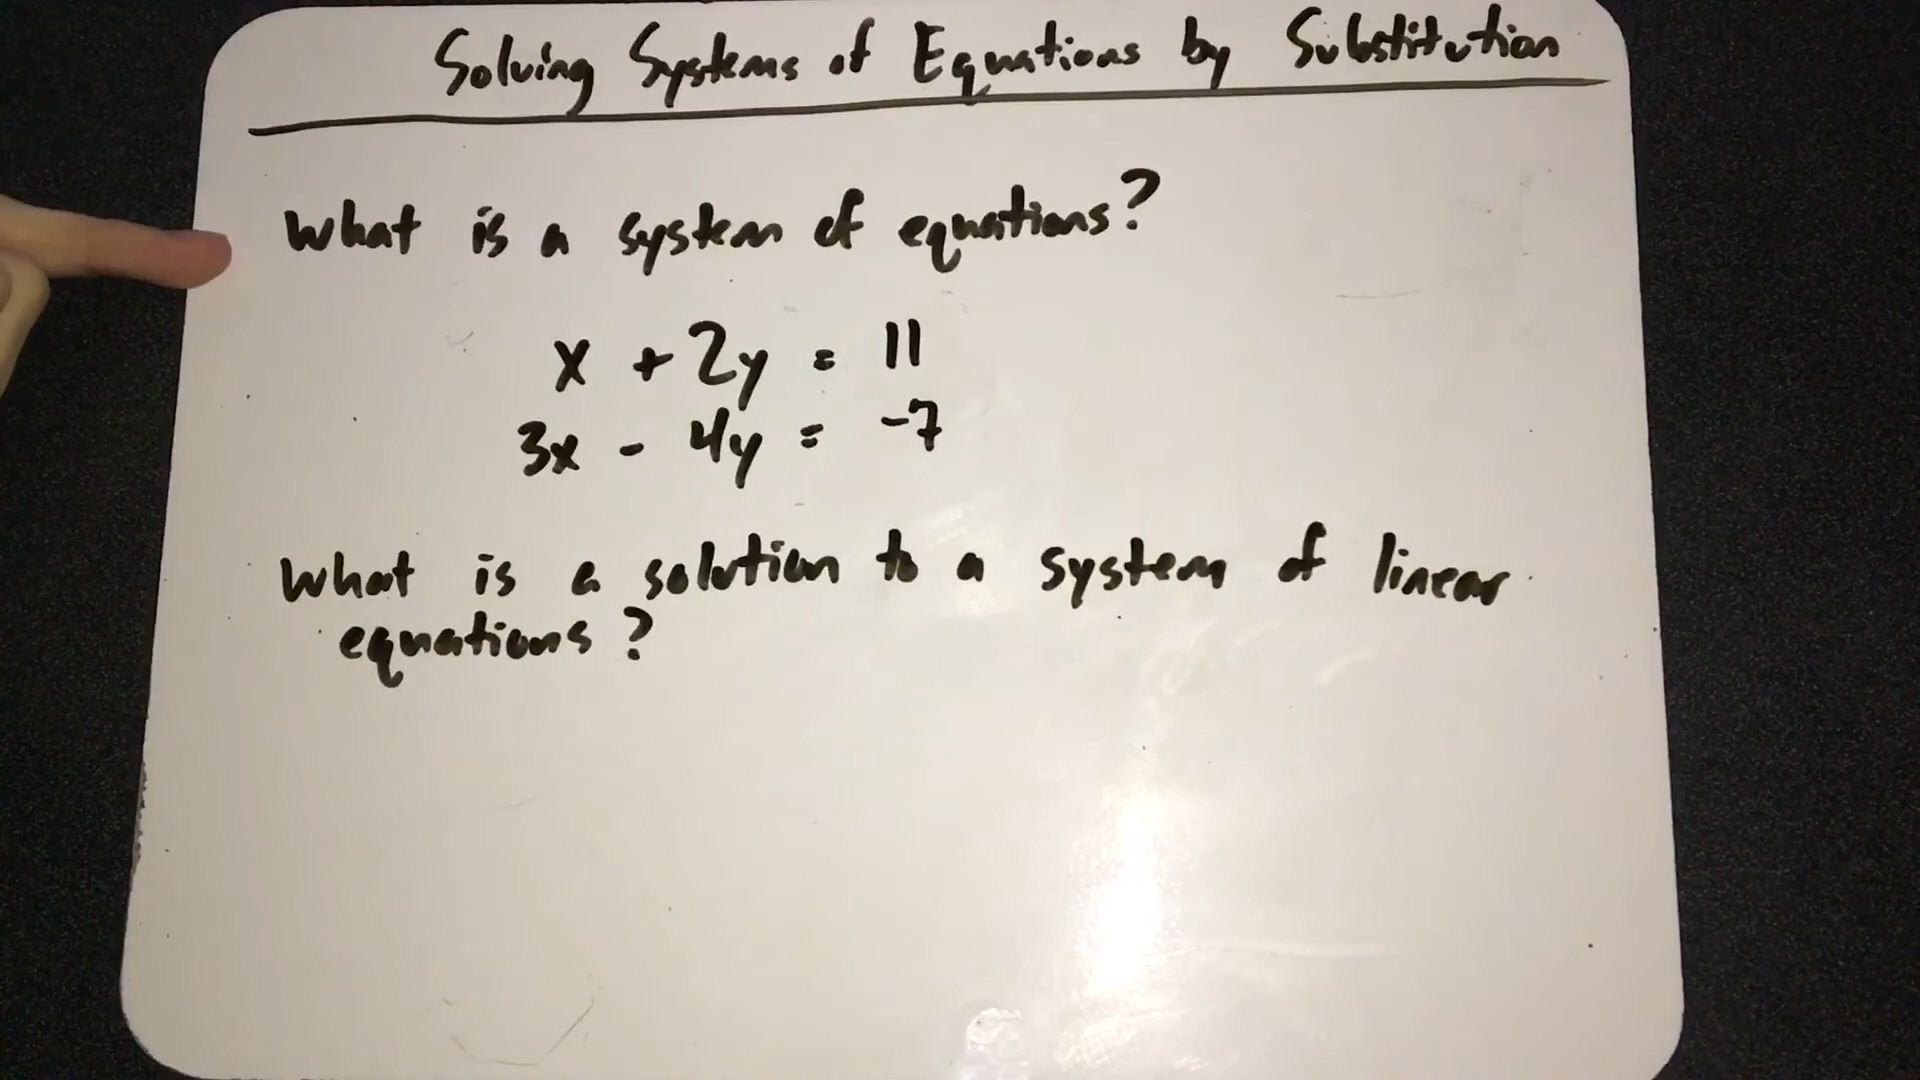 Solving Systems of Equations by Substitution
What is a system of equations?
x + 2y = 11
3x - 4y = -7
What is a solution to a system of linear
equations?